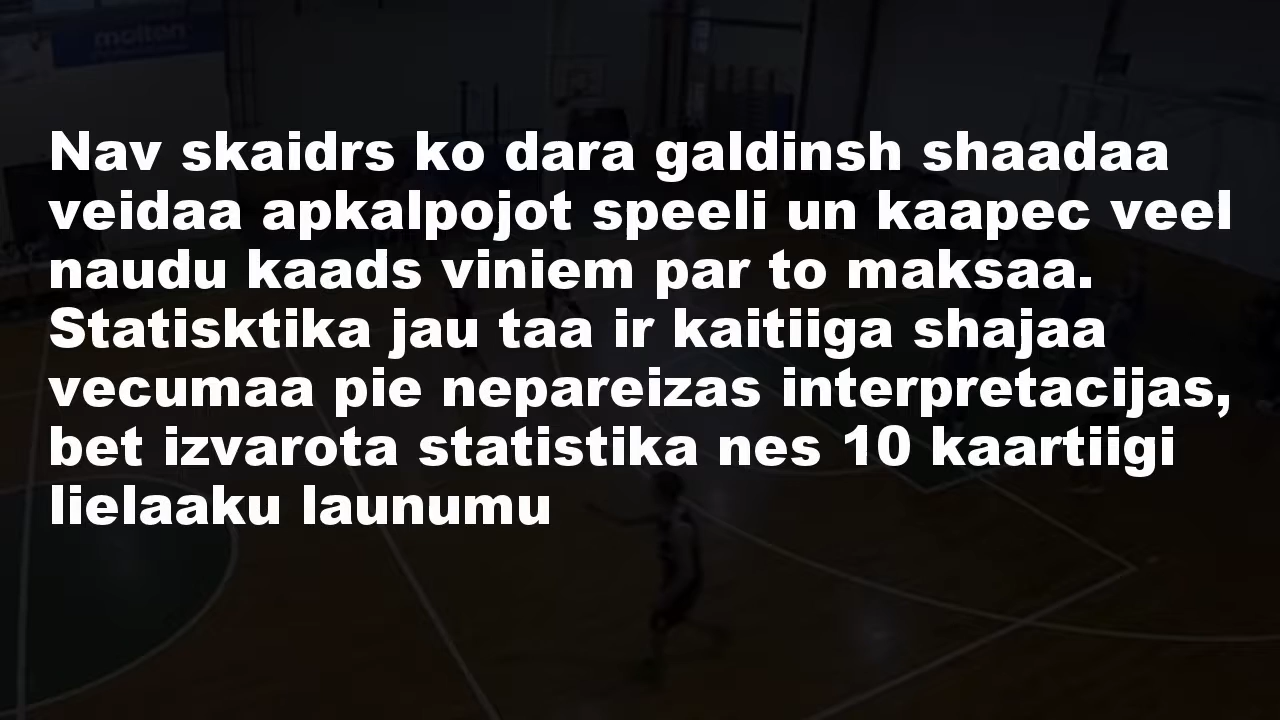 molten
Nav skaidrs ko dara galdinsh shaadaa
veidaa apkalpojot speeli un kaapec veel
naudu kaads viniem par to maksaa.
Statisktika jau taa ir kaitiiga shajaa
vecumaa pie nepareizas interpretacijas,
bet izvarota statistika nes 10 kaartiigi
lielaaku launumu